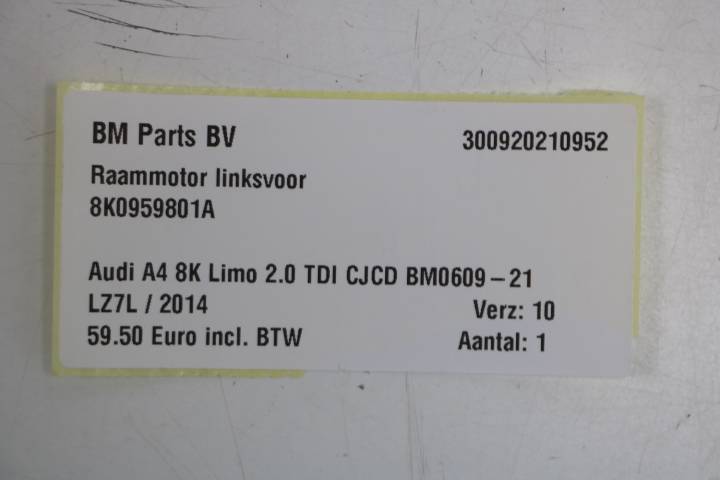 BM Parts BV 300920210952
Raammotor linksvoor
8K0959801A
Audi A4 8K Limo 2.0 TDI CJCD BM0609-21
LZ7L / 2014 Verz: 10
59.50 Euro incl. BTW Aantal: 1